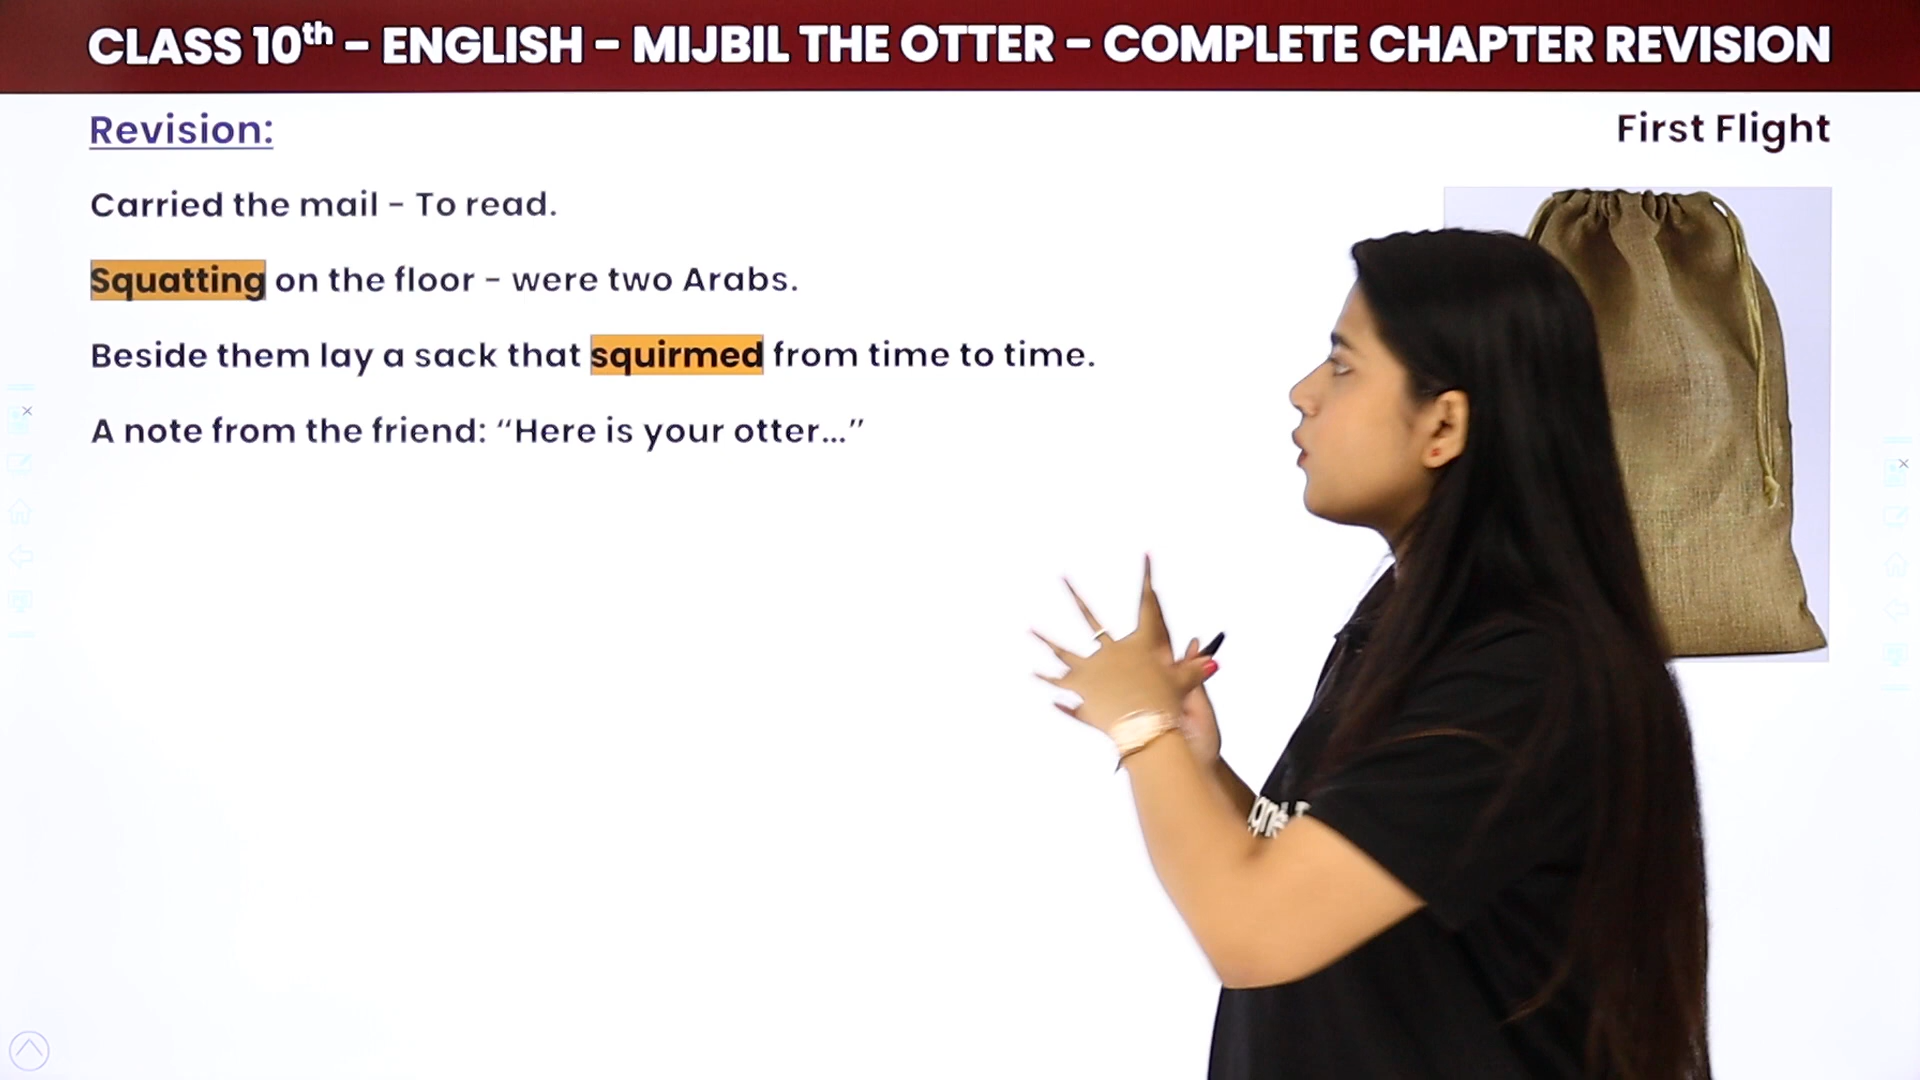 CLASS 10th – ENGLISH – MIJBIL THE OTTER – COMPLETE CHAPTER REVISION
Revision:
First Flight
Carried the mail – To read.
Squatting on the floor – were two Arabs.
Beside them lay a sack that squirmed from time to time.
A note from the friend: “Here is your otter...”